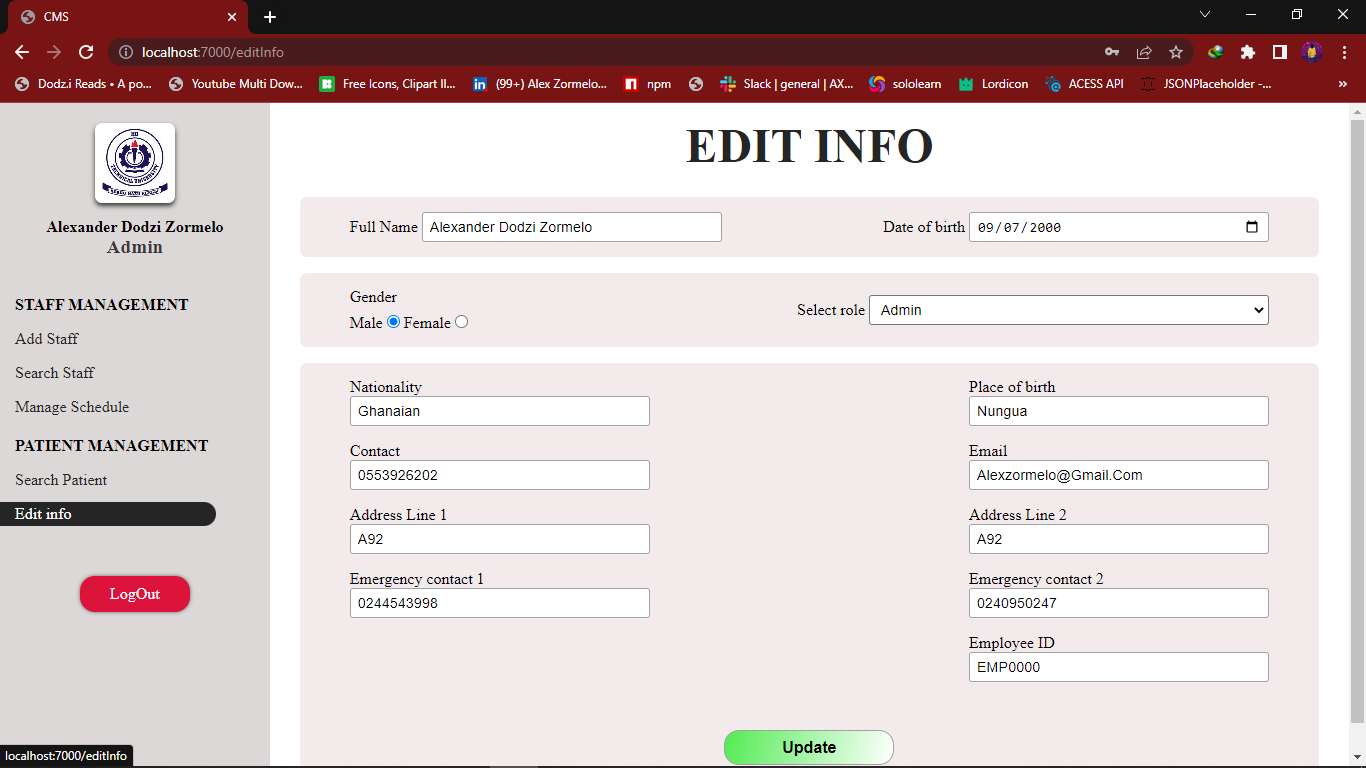 CMS
localhost:7000/editInfo
Dodz.i Reads • A po... Youtube Multi Dow... Free Icons, Clipart Il... (99+) Alex Zormelo... npm Slack | general | AX... sololearn Lordicon ACESS API JSONPlaceholder -... »
Alexander Dodzi Zormelo
Admin
STAFF MANAGEMENT
Add Staff
Search Staff
Manage Schedule
PATIENT MANAGEMENT
Search Patient
Edit info
LogOut
localhost:7000/editInfo
EDIT INFO
Full Name Alexander Dodzi Zormelo Date of birth 09/07/2000
Gender
Male Female
Select role Admin
Nationality Place of birth
Ghanaian Nungua
Contact Email
0553926202 Alexzormelo@Gmail.Com
Address Line 1 Address Line 2
A92 A92
Emergency contact 1 Emergency contact 2
0244543998 0240950247
Employee ID
EMP0000
Update